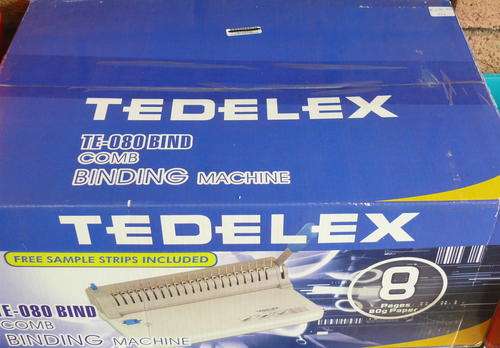 TEDELEX
TE-080 BIND
COMB
BINDING MACHINE
TEDELEX
FREE SAMPLE STRIPS INCLUDED
8
Pages
80g Paper
TE-080 BIND
COMB
BINDING MACHINE